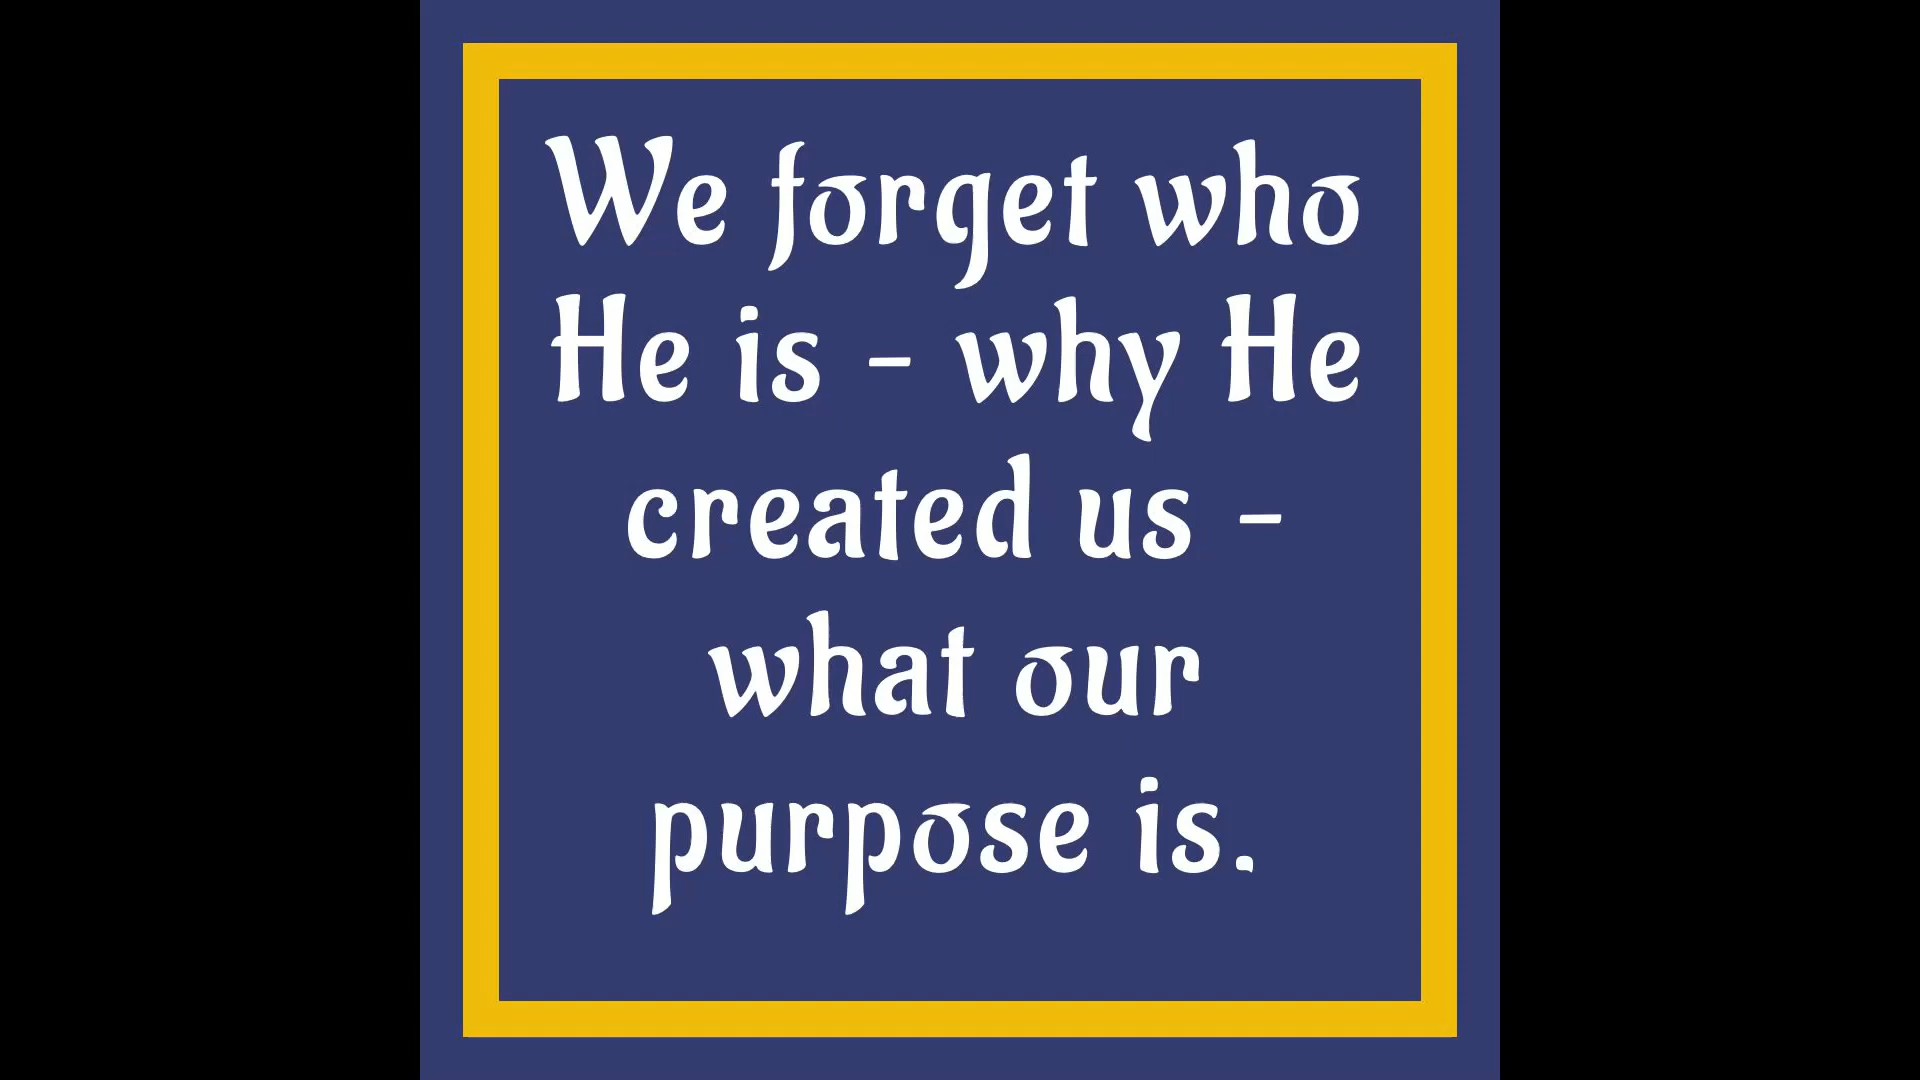 We forget who
He is - why He
created us -
what our
purpose is.